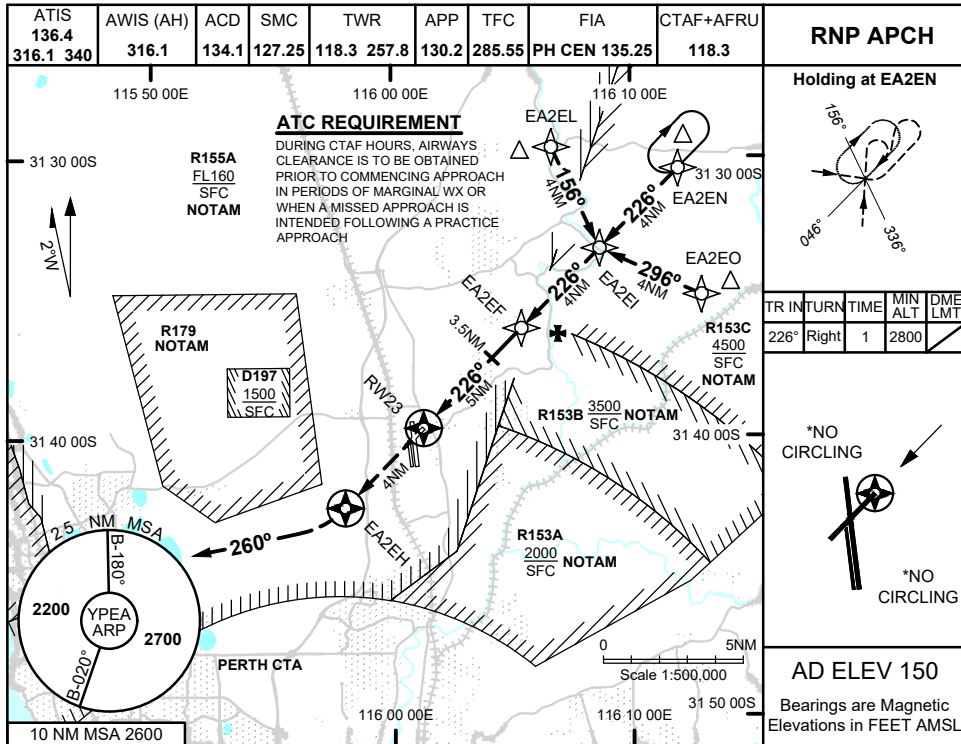 ATIS
136.4
316.1 340
AWIS (AH)
316.1
ACD
134.1
SMC
127.25
TWR
118.3 257.8
APP
130.2
TFC
285.55
FIA
PH CEN 135.25
CTAF+AFRU
118.3
RNP APCH
115 50 00E
116 00 00E
116 10 00E
ATC REQUIREMENT
DURING CTAF HOURS, AIRWAYS
CLEARANCE IS TO BE OBTAINED
PRIOR TO COMMENCING APPROACH
IN PERIODS OF MARGINAL WX OR
WHEN A MISSED APPROACH IS
INTENDED FOLLOWING A PRACTICE
APPROACH
31 30 00S
R155A
FL160
SFC
NOTAM
2°W
EA2EL
156°
4NM
31 30 00S
EA2EN
226°
4NM
EA2EO
296°
4NM
EA2EI
226°
4NM
EA2EF
3.5NM
226°
5NM
RW23
4NM
EA2EH
260°
R179
NOTAM
D197
1500
SFC
R153C
4500
SFC
NOTAM
R153B 3500 NOTAM
SFC
R153A
2000 NOTAM
SFC
31 40 00S
31 40 00S
25 NM MSA
B-180°
2200
YPEA
ARP
2700
B-020°
10 NM MSA 2600
PERTH CTA
0 5NM
Scale 1:500,000
116 00 00E
116 10 00E
31 50 00S
Holding at EA2EN
156°
046°
336°
TR IN TURN TIME MIN ALT DME LMT
226° Right 1 2800
*NO
CIRCLING
*NO
CIRCLING
AD ELEV 150
Bearings are Magnetic
Elevations in FEET AMSL